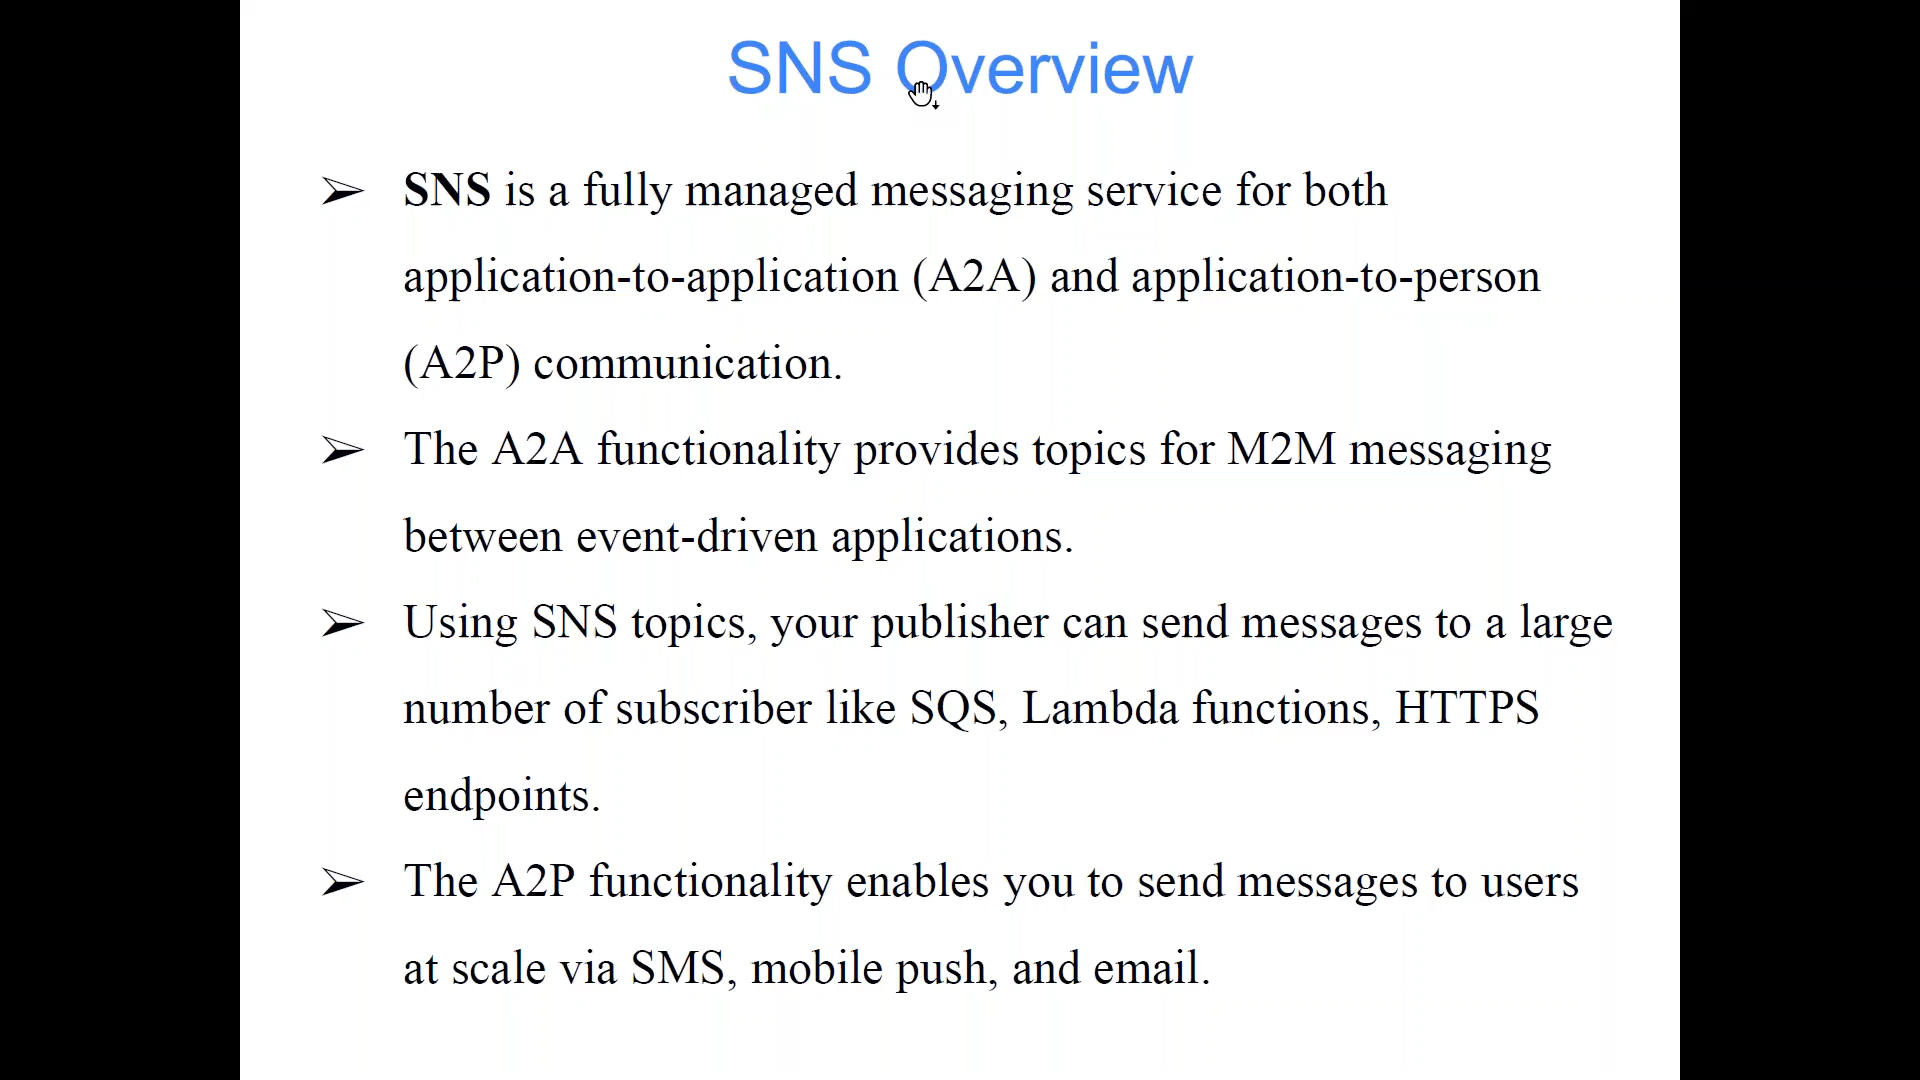 SNS Overview
➢ SNS is a fully managed messaging service for both
application-to-application (A2A) and application-to-person
(A2P) communication.
➢ The A2A functionality provides topics for M2M messaging
between event-driven applications.
➢ Using SNS topics, your publisher can send messages to a large
number of subscriber like SQS, Lambda functions, HTTPS
endpoints.
➢ The A2P functionality enables you to send messages to users
at scale via SMS, mobile push, and email.